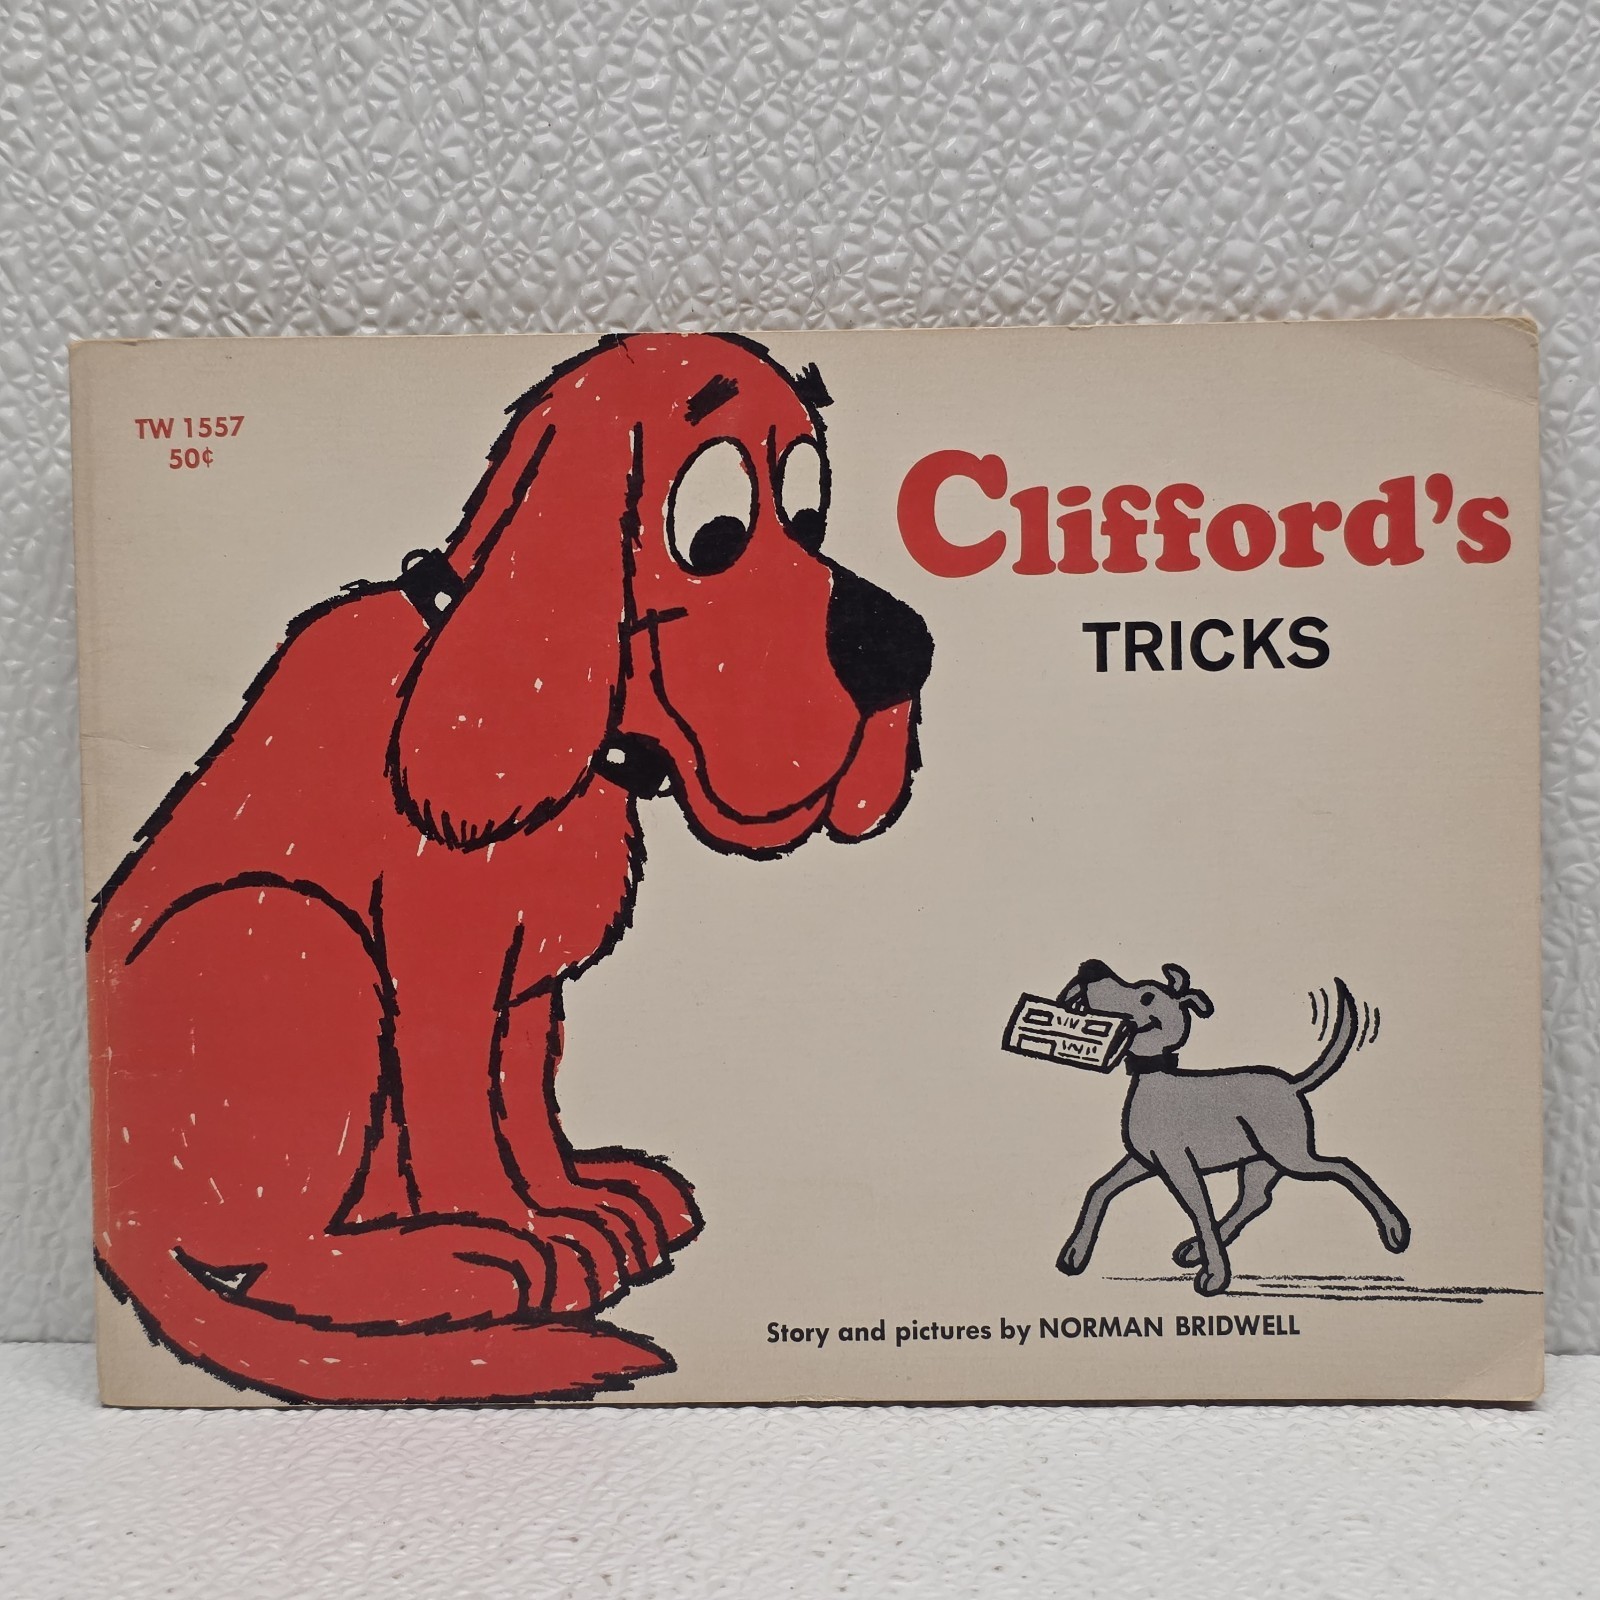 TW 1557
50¢
Clifford's
TRICKS
Story and pictures by NORMAN BRIDWELL